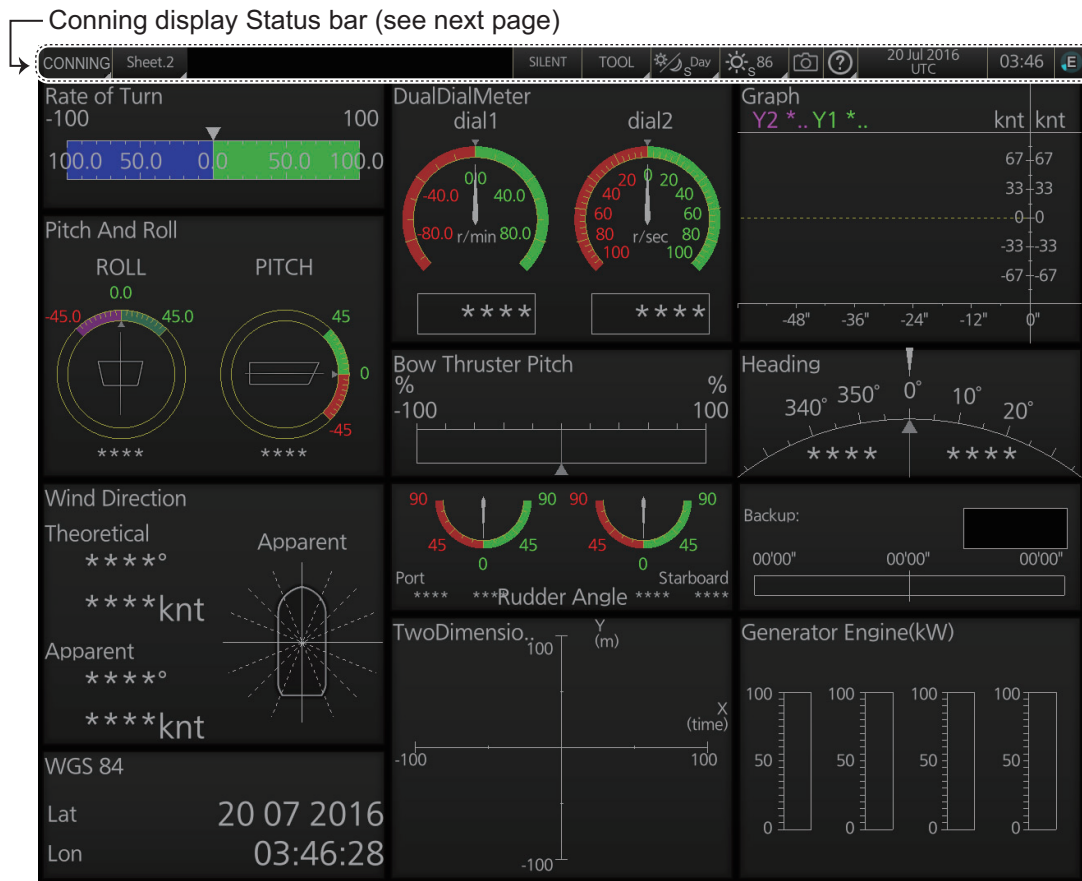 Conning display Status bar (see next page)
CONNING Sheet.2 SILENT TOOL S Day S 86 ? 20 Jul 2016 UTC 03:46 E
Rate of Turn
-100 100
100.0 50.0 0.0 50.0 100.0
Pitch And Roll
ROLL PITCH
0.0
-45.0 45.0 45
0
-45
**** ****
Wind Direction
Theoretical
****°
****knt
Apparent
Apparent
****°
****knt
WGS 84
Lat 20 07 2016
Lon 03:46:28
DualDialMeter
dial1 dial2
0.0
-40.0 40.0
-80.0 r/min 80.0
0
20 20
40 40
60 60
80 r/sec 80
100 100
**** ****
Bow Thruster Pitch
% %
-100 100
90 90 90 90
45 45 45 45
0 0
Port Starboard
**** **** Rudder Angle **** ****
TwoDimensio..
Y
(m)
100
X
(time)
-100 100
-100
Graph
Y2 *.. Y1 *.. knt knt
67 67
33 33
0 0
-33 -33
-67 -67
-48" -36" -24" -12" 0"
Heading
340° 350° 0° 10° 20°
**** ****
Backup:
00'00" 00'00" 00'00"
Generator Engine(kW)
100 100 100 100
50 50 50 50
0 0 0 0